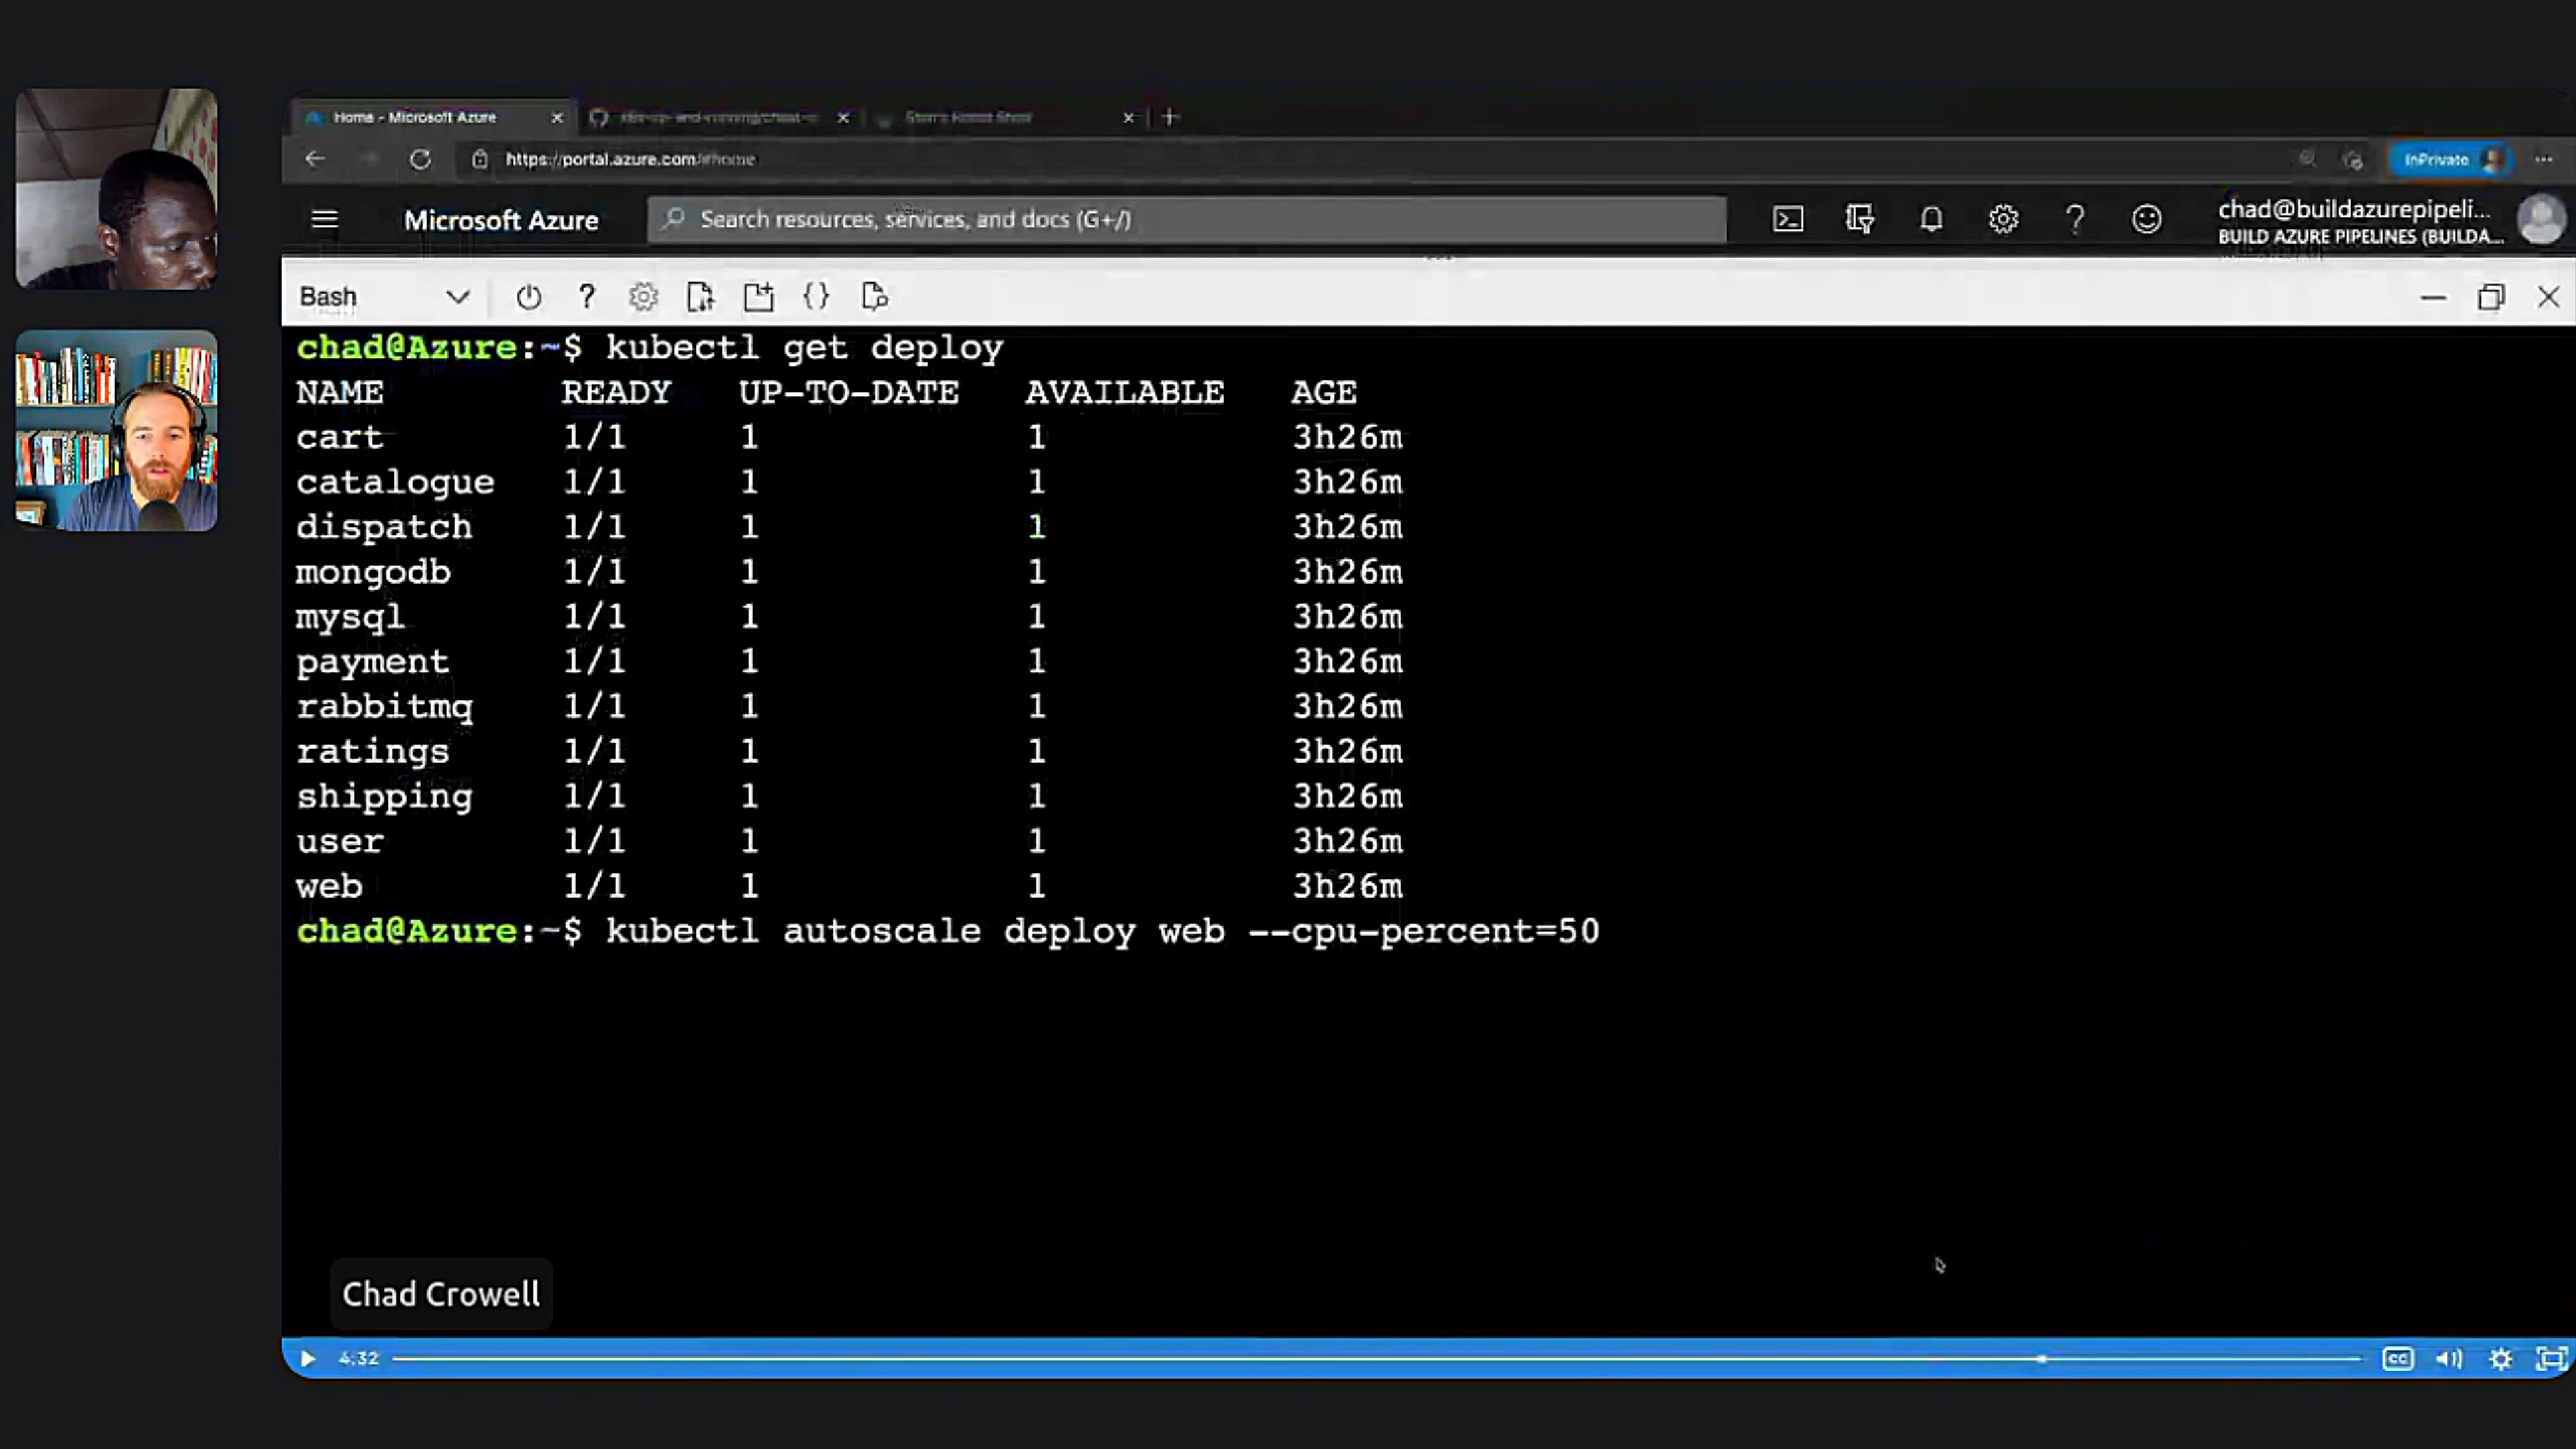 Home - Microsoft Azure
Stan's Robot Shop
https://portal.azure.com/#home
InPrivate
Microsoft Azure
Search resources, services, and docs (G+/)
chad@buildazurepipeli...
BUILD AZURE PIPELINES (BUILDA...
Bash
chad@Azure:~$ kubectl get deploy
NAME READY UP-TO-DATE AVAILABLE AGE
cart 1/1 1 1 3h26m
catalogue 1/1 1 1 3h26m
dispatch 1/1 1 1 3h26m
mongodb 1/1 1 1 3h26m
mysql 1/1 1 1 3h26m
payment 1/1 1 1 3h26m
rabbitmq 1/1 1 1 3h26m
ratings 1/1 1 1 3h26m
shipping 1/1 1 1 3h26m
user 1/1 1 1 3h26m
web 1/1 1 1 3h26m
chad@Azure:~$ kubectl autoscale deploy web --cpu-percent=50
Chad Crowell
4:32
CC